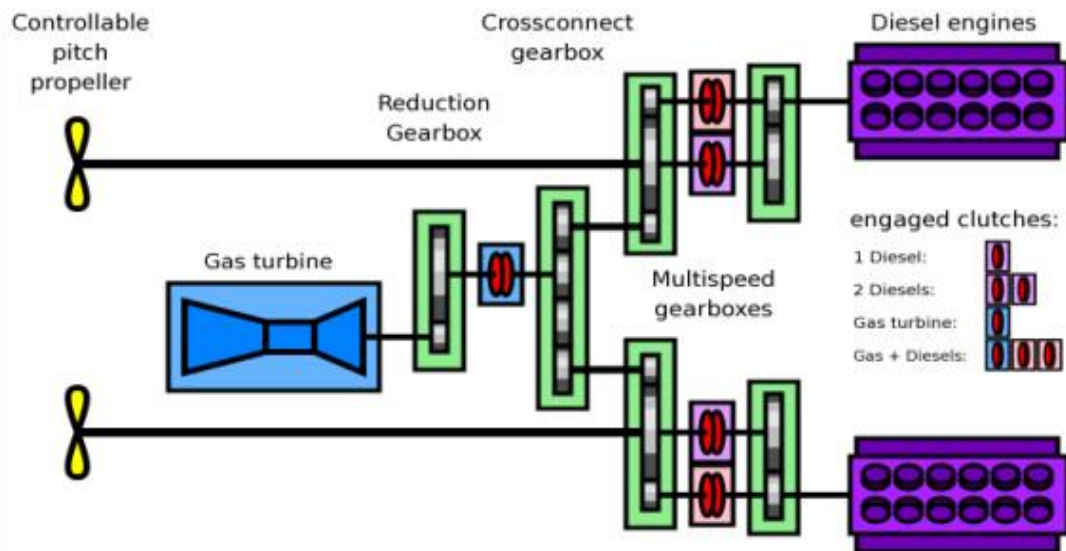 Controllable
pitch
propeller
Crossconnect
gearbox
Diesel engines
Reduction
Gearbox
Gas turbine
Multispeed
gearboxes
engaged clutches:
1 Diesel:
2 Diesels:
Gas turbine:
Gas + Diesels: